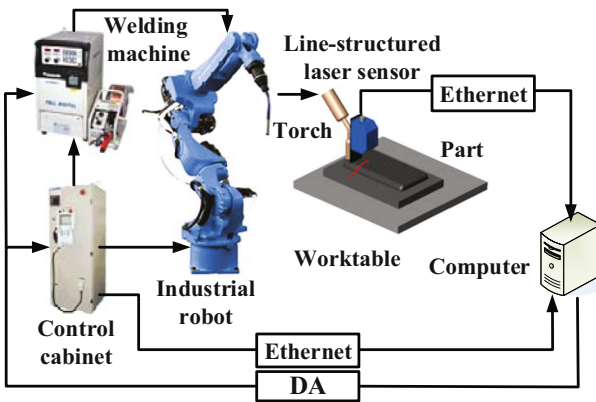 Welding
machine
Line-structured
laser sensor
Ethernet
Torch
Part
Worktable
Computer
Industrial
robot
Control
cabinet
Ethernet
DA